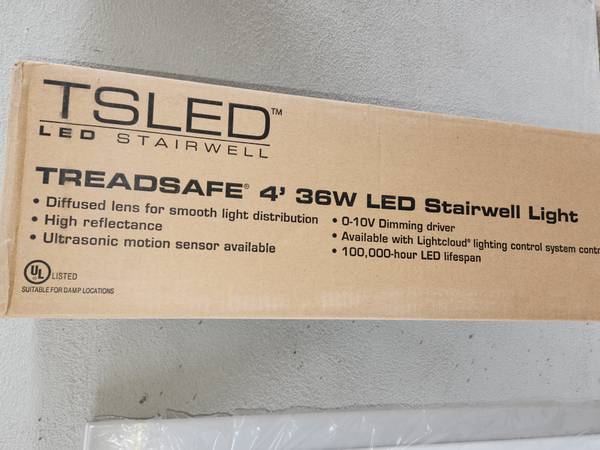 TSLED™
LED STAIRWELL
TREADSAFE® 4' 36W LED Stairwell Light
• Diffused lens for smooth light distribution
• High reflectance
• Ultrasonic motion sensor available
• 0-10V Dimming driver
• Available with Lightcloud® lighting control system
• 100,000-hour LED lifespan
UL LISTED
SUITABLE FOR DAMP LOCATIONS